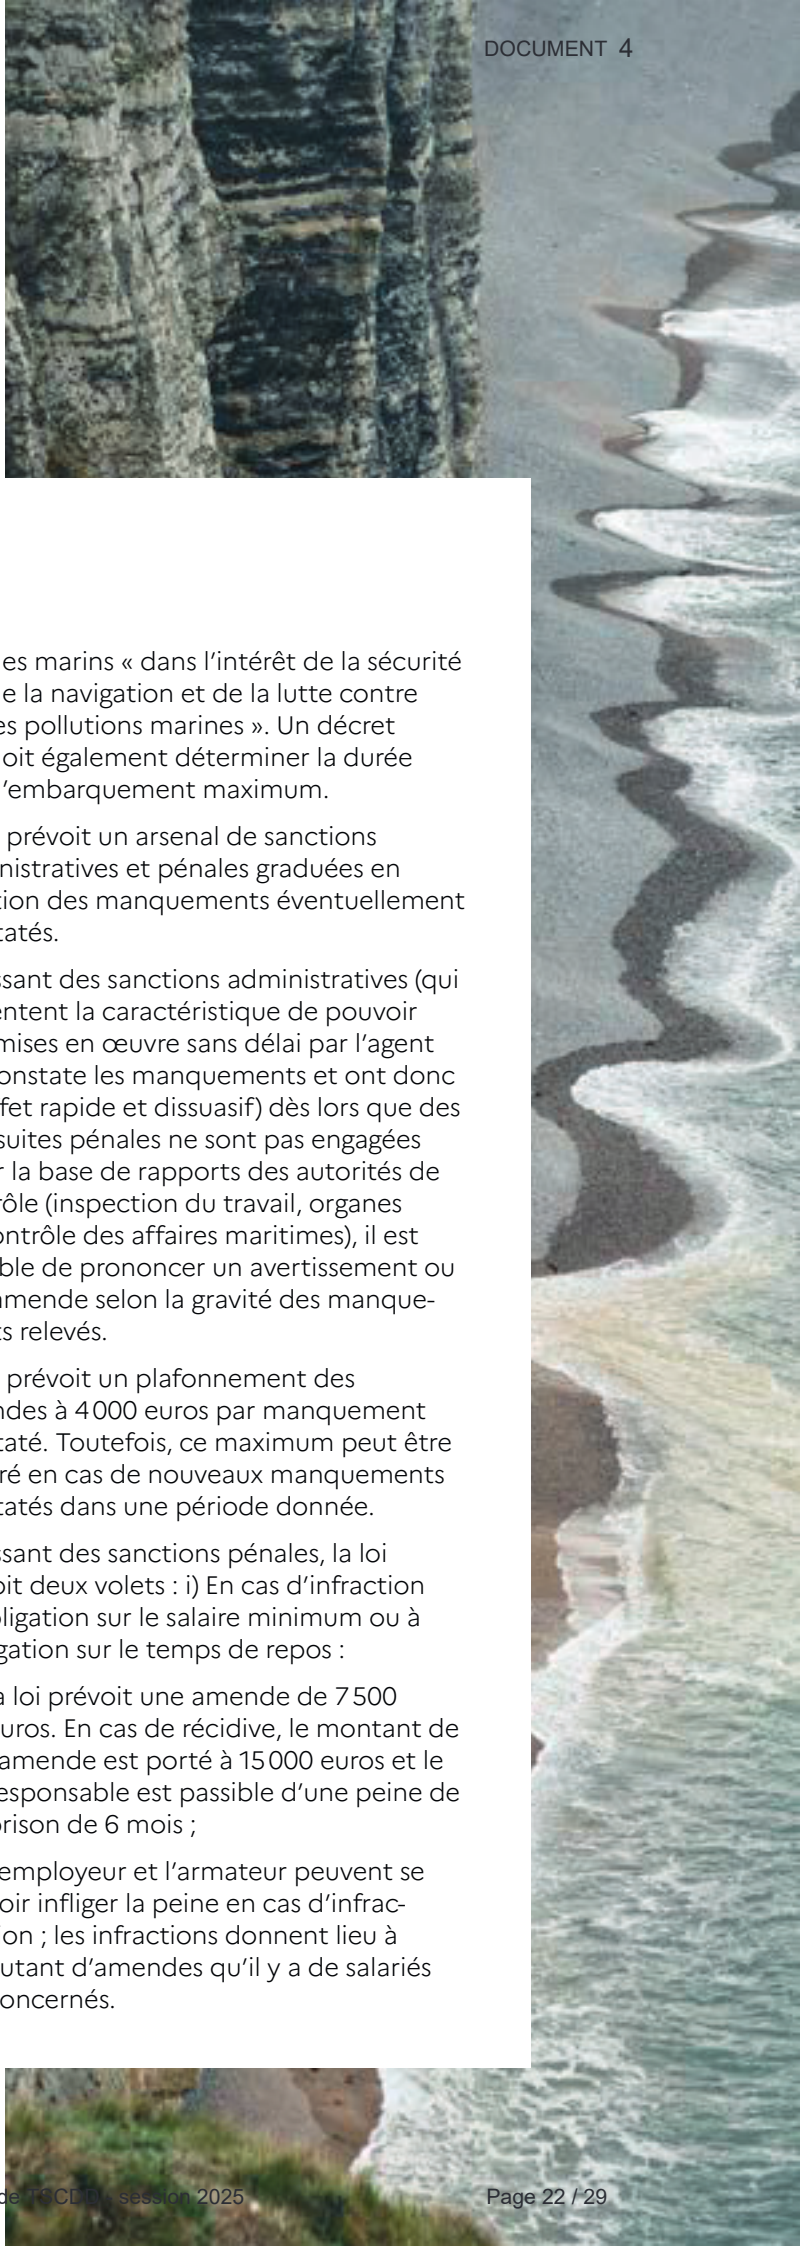 DOCUMENT 4
es marins « dans l’intérêt de la sécurité
e la navigation et de la lutte contre
es pollutions marines ». Un décret
oit également déterminer la durée
’embarquement maximum.
prévoit un arsenal de sanctions
nistratives et pénales graduées en
tion des manquements éventuellement
tatés.
ssant des sanctions administratives (qui
entent la caractéristique de pouvoir
mises en œuvre sans délai par l’agent
onstate les manquements et ont donc
fet rapide et dissuasif) dès lors que des
suites pénales ne sont pas engagées
r la base de rapports des autorités de
rôle (inspection du travail, organes
ontrôle des affaires maritimes), il est
ble de prononcer un avertissement ou
amende selon la gravité des manque-
ts relevés.
prévoit un plafonnement des
ndes à 4 000 euros par manquement
taté. Toutefois, ce maximum peut être
ré en cas de nouveaux manquements
tatés dans une période donnée.
ssant des sanctions pénales, la loi
oit deux volets : i) En cas d’infraction
oligation sur le salaire minimum ou à
gation sur le temps de repos :
a loi prévoit une amende de 7 500
uros. En cas de récidive, le montant de
amende est porté à 15 000 euros et le
esponsable est passible d’une peine de
prison de 6 mois ;
employeur et l’armateur peuvent se
oir infliger la peine en cas d’infrac-
ion ; les infractions donnent lieu à
utant d’amendes qu’il y a de salariés
oncernés.
de TSCDD - session 2025
Page 22 / 29